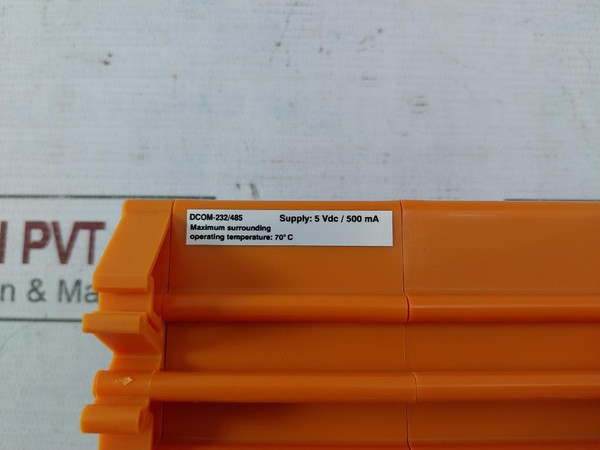 DCOM-232/485 Supply: 5 Vdc / 500 mA
Maximum surrounding
operating temperature: 70° C
PVT
n & Ma